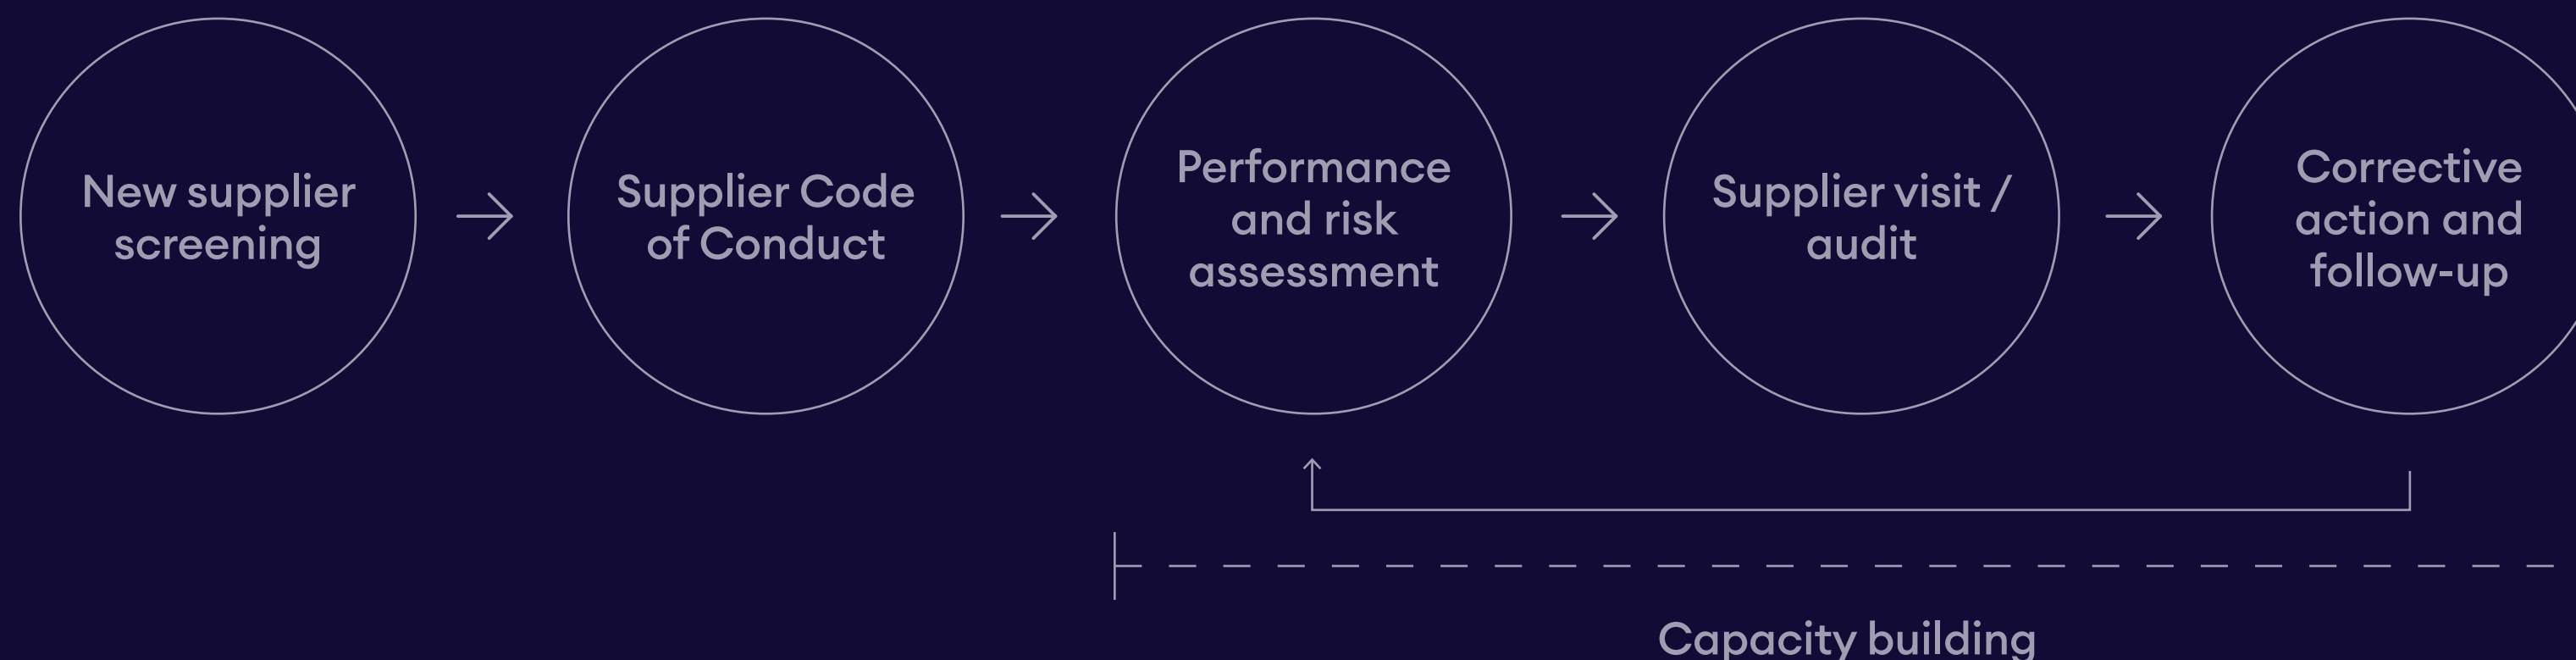 New supplier
screening
Supplier Code
of Conduct
Performance
and risk
assessment
Supplier visit /
audit
Corrective
action and
follow-up
Capacity building